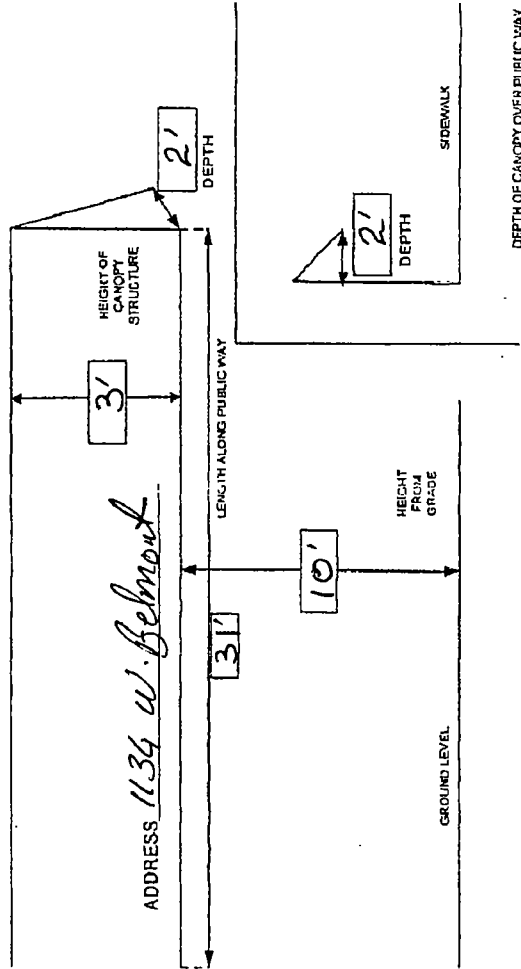 3'
HEIGHT OF
CANOPY
STRUCTURE
2'
DEPTH
ADDRESS 1134 W. Belmont
LENGTH ALONG PUBLIC WAY
31'
10'
HEIGHT
FROM
GRADE
GROUND LEVEL
2'
DEPTH
SIDEWALK
DEPTH OF CANOPY OVER PUBLIC WAY